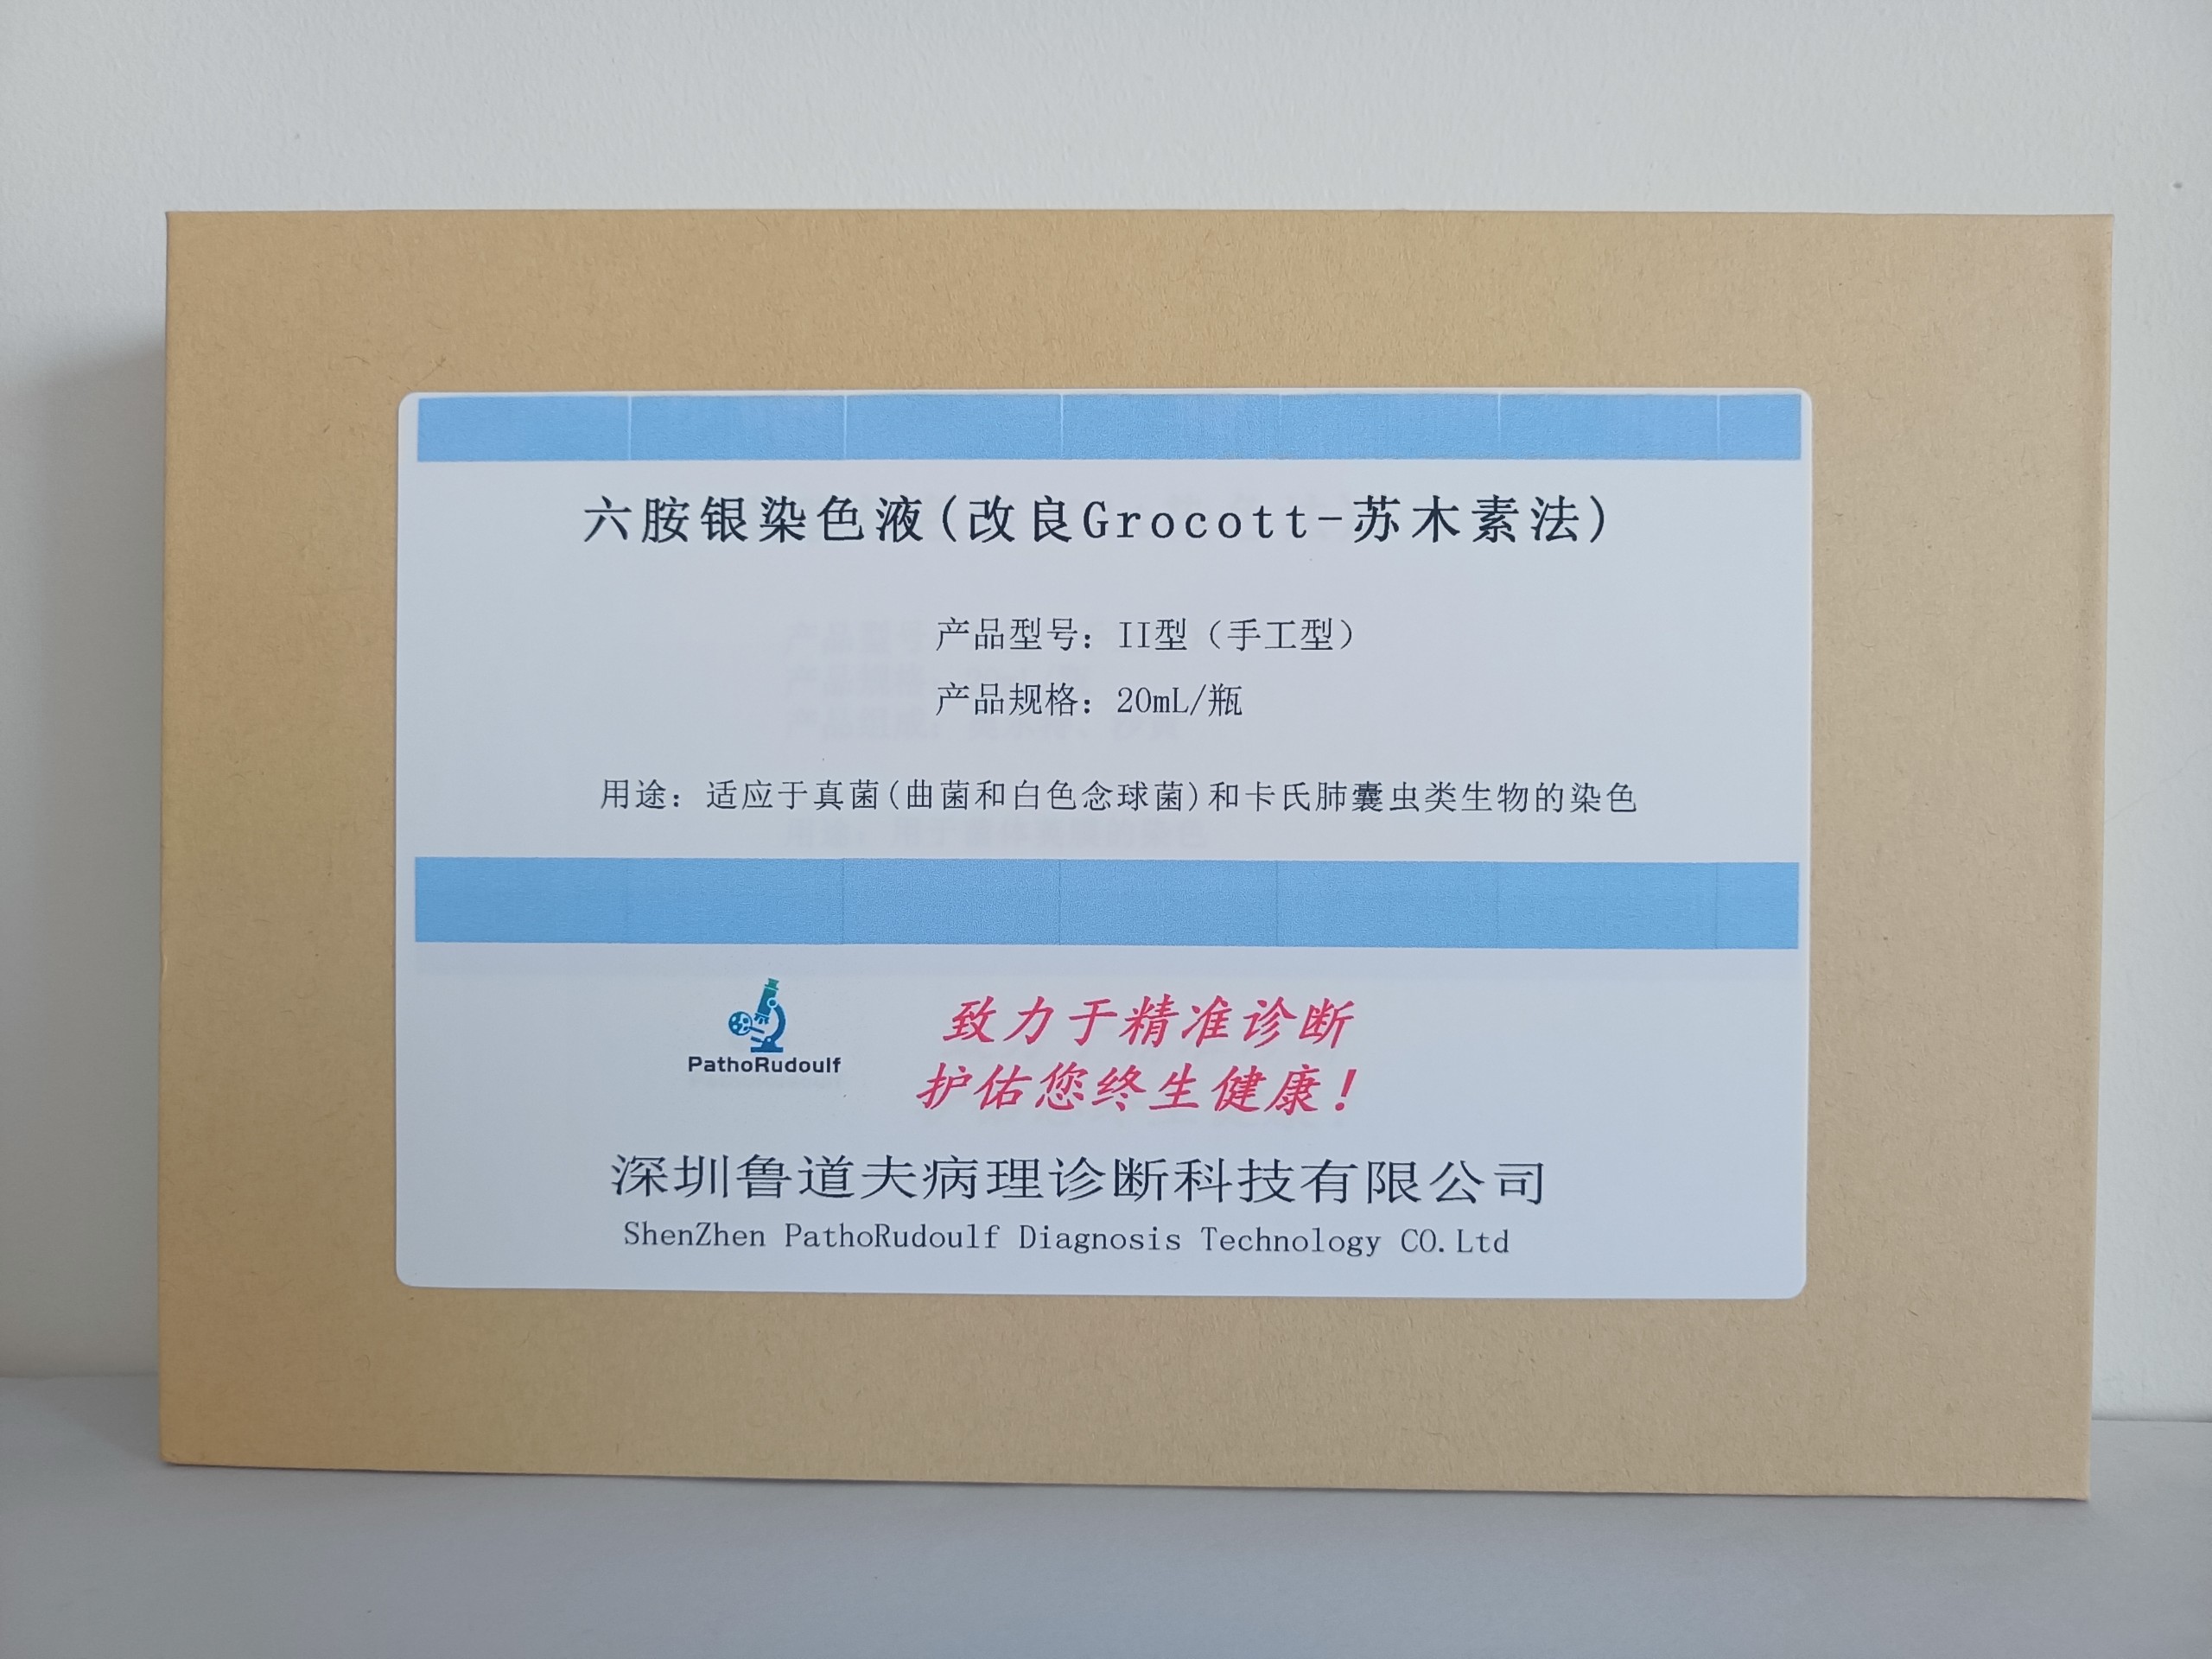 六胺银染色液(改良Grocott-苏木素法)
产品型号：II型（手工型）
产品规格：20mL/瓶
用途：适应于真菌(曲菌和白色念球菌)和卡氏肺囊虫类生物的染色
PathoRudoulf
致力于精准诊断
护佑您终生健康！
深圳鲁道夫病理诊断科技有限公司
ShenZhen PathoRudoulf Diagnosis Technology CO.Ltd